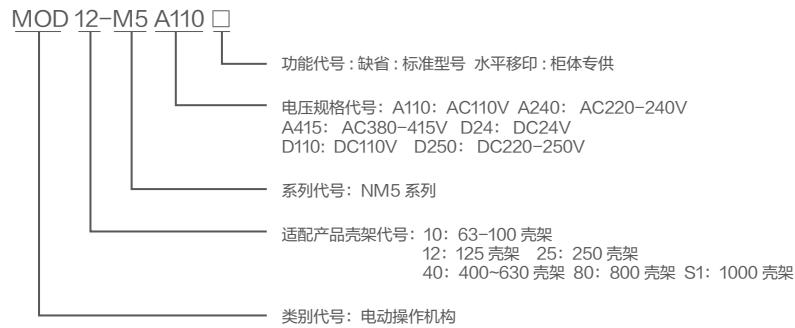 MOD 12-M5 A110 □
功能代号：缺省：标准型号 水平移印：柜体专供
电压规格代号：A110：AC110V A240：AC220-240V
A415：AC380-415V D24：DC24V
D110：DC110V D250：DC220-250V
系列代号：NM5 系列
适配产品壳架代号：10：63-100 壳架
12：125 壳架 25：250 壳架
40：400~630 壳架 80：800 壳架 S1：1000 壳架
类别代号：电动操作机构